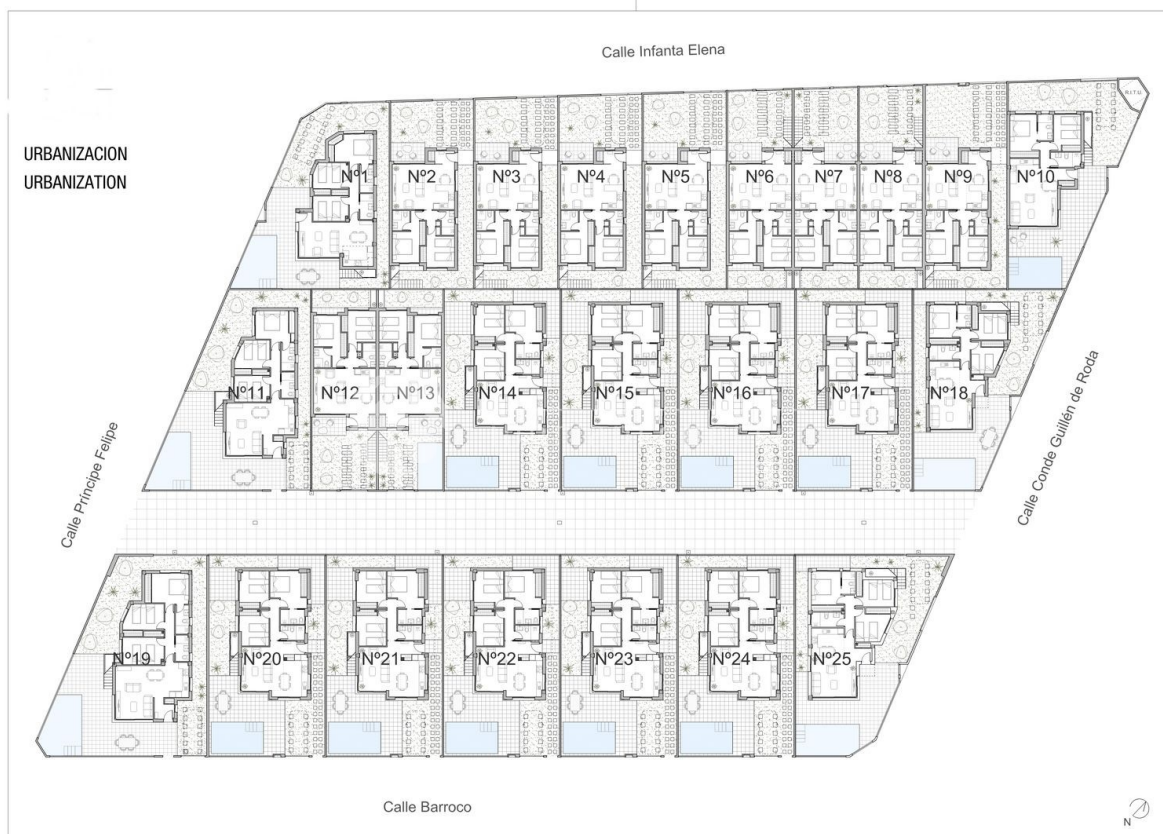 Calle Infanta Elena
URBANIZACION
URBANIZATION
R.I.T.U.
Nº1
Nº2
Nº3
Nº4
Nº5
Nº6
Nº7
Nº8
Nº9
Nº10
Nº11
Nº12
Nº13
Nº14
Nº15
Nº16
Nº17
Nº18
Calle Príncipe Felipe
Calle Conde Guillén de Roda
Nº19
Nº20
Nº21
Nº22
Nº23
Nº24
Nº25
Calle Barroco
N